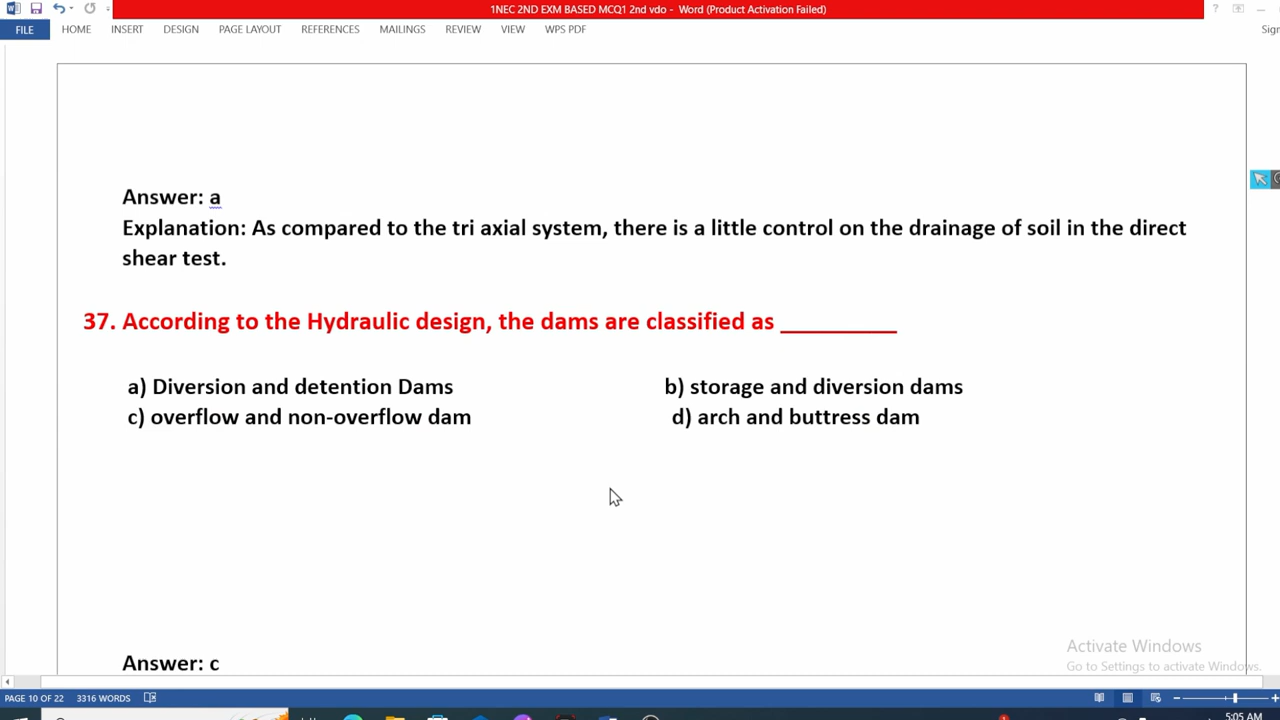 1NEC 2ND EXM BASED MCQ1 2nd vdo - Word (Product Activation Failed)
FILE HOME INSERT DESIGN PAGE LAYOUT REFERENCES MAILINGS REVIEW VIEW WPS PDF
Answer: a
Explanation: As compared to the tri axial system, there is a little control on the drainage of soil in the direct
shear test.
37. According to the Hydraulic design, the dams are classified as _________
a) Diversion and detention Dams b) storage and diversion dams
c) overflow and non-overflow dam d) arch and buttress dam
Answer: c
Activate Windows
Go to Settings to activate Windows.
PAGE 10 OF 22 3316 WORDS
5:05 AM